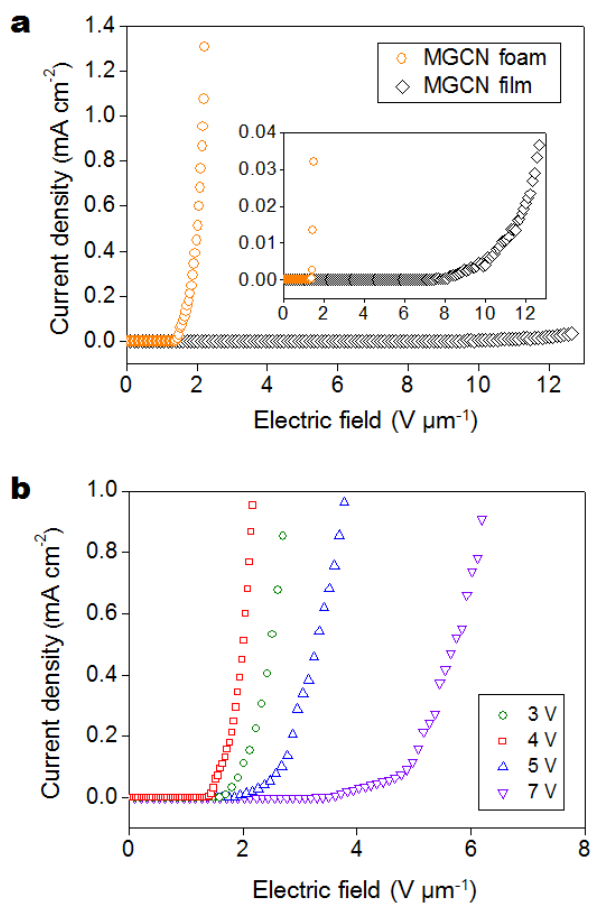 a
Current density (mA cm⁻²)
1.4
1.2
1.0
0.8
0.6
0.4
0.2
0.0
MGCN foam
MGCN film
0.04
0.03
0.02
0.01
0.00
0 2 4 6 8 10 12
0 2 4 6 8 10 12
Electric field (V µm⁻¹)
b
Current density (mA cm⁻²)
1.0
0.8
0.6
0.4
0.2
0.0
3 V
4 V
5 V
7 V
0 2 4 6 8
Electric field (V µm⁻¹)